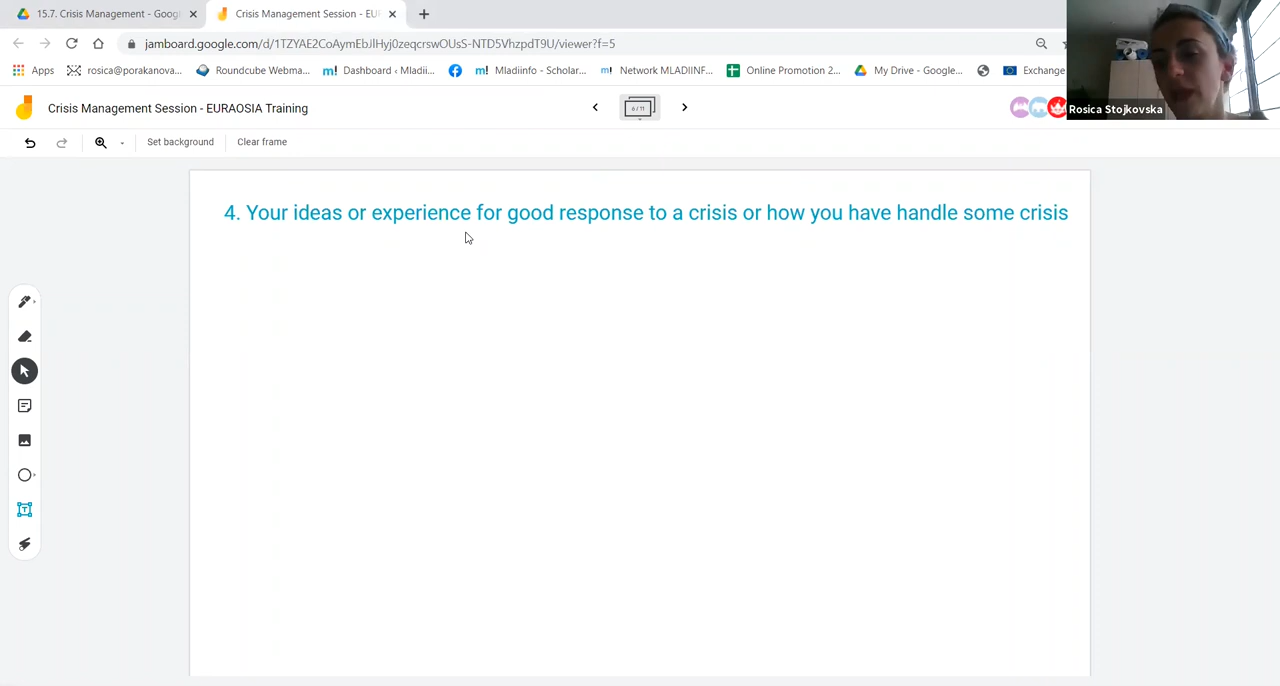 15.7. Crisis Management - Goog
Crisis Management Session - EU
jamboard.google.com/d/1TZYAE2CoAymEbJlHyj0zeqcrswOUsS-NTD5VhzpdT9U/viewer?f=5
Apps rosica@porakanova... Roundcube Webma... Dashboard ‹ Mladii... m! Mladiinfo - Scholar... m! Network MLADIINF... Online Promotion 2... My Drive - Google... Exchange
Rosica Stojkovska
Crisis Management Session - EURAOSIA Training
6 / 11
Set background Clear frame
4. Your ideas or experience for good response to a crisis or how you have handle some crisis